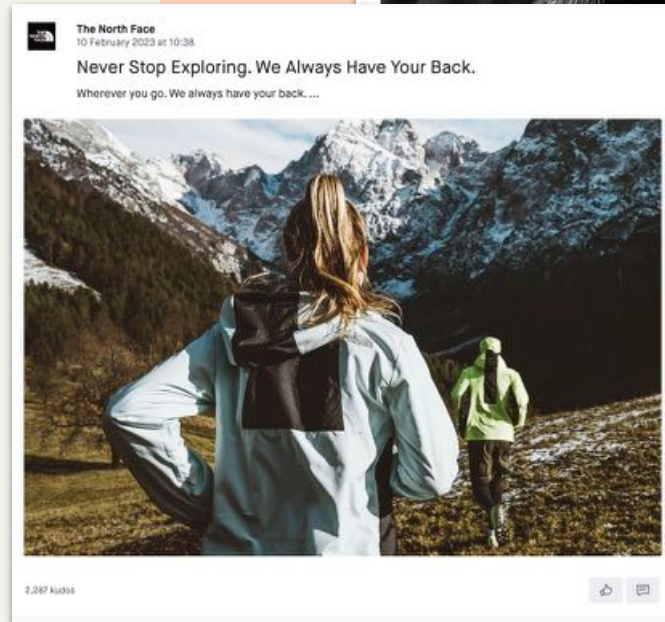 The North Face
10 February 2023 at 10:38
Never Stop Exploring. We Always Have Your Back.
Wherever you go. We always have your back. ...
2,287 kudos